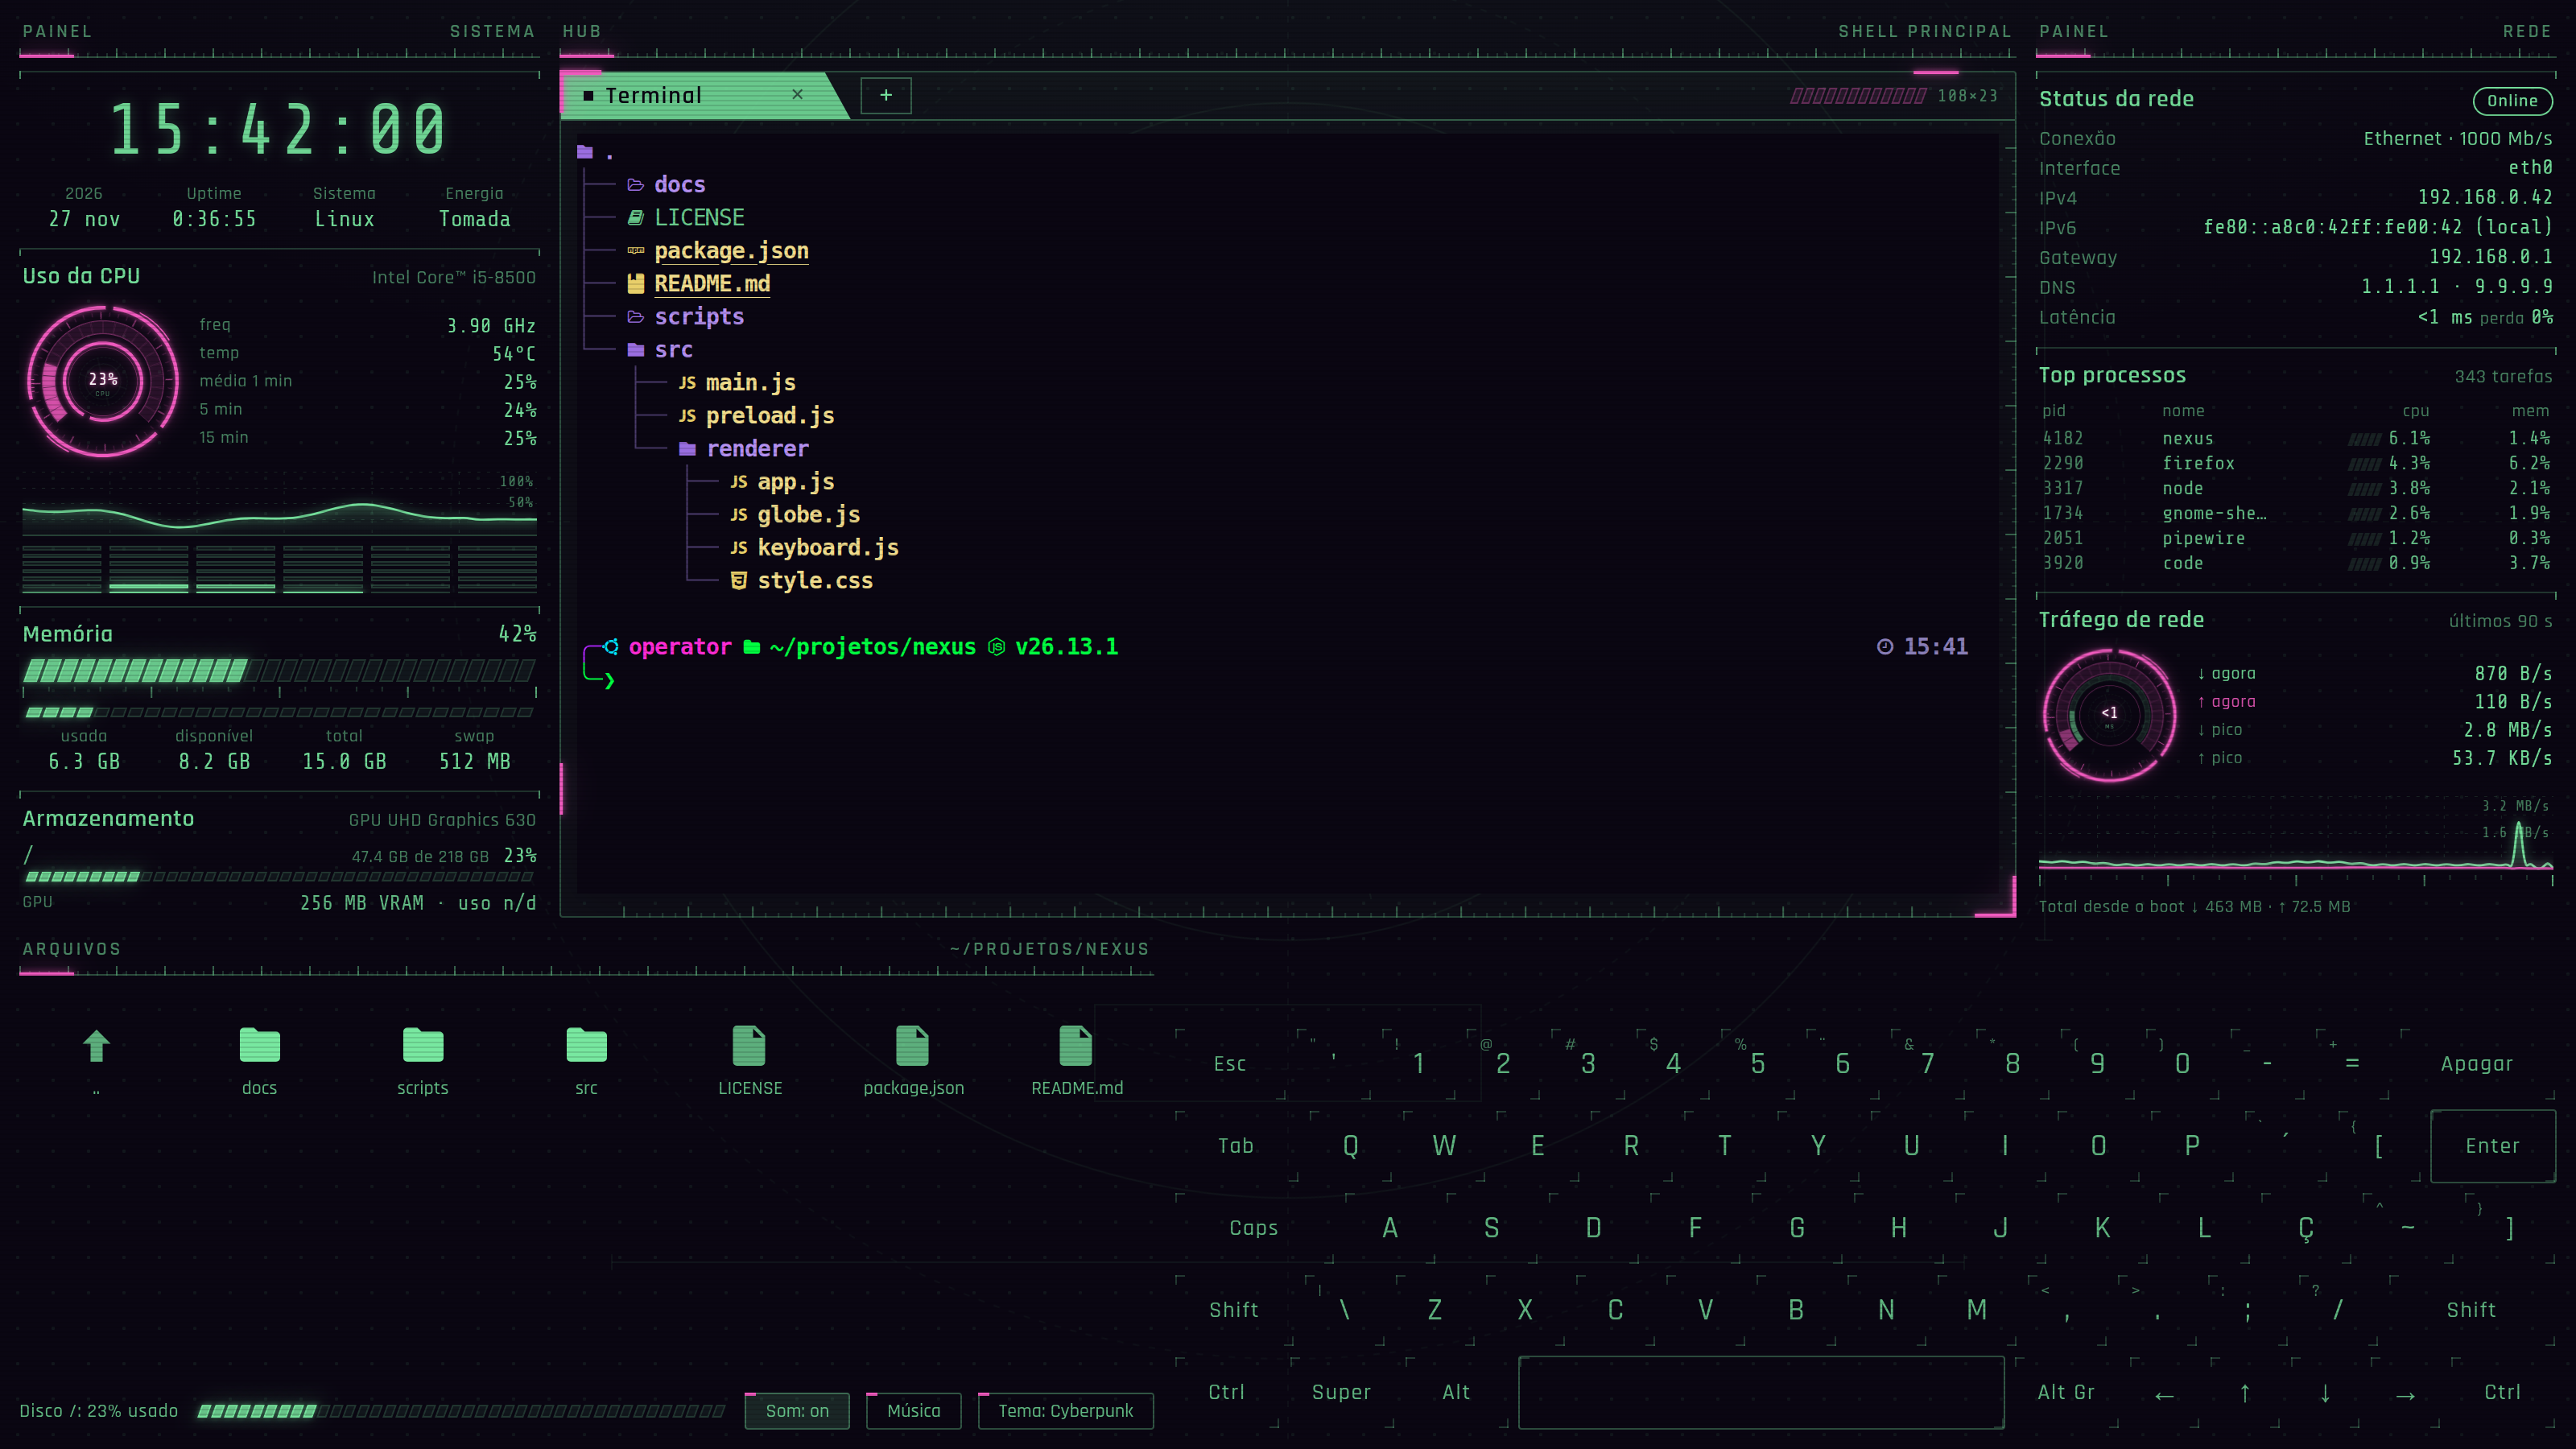 PAINEL SISTEMA
15:42:00
2026 Uptime Sistema Energia
27 nov 0:36:55 Linux Tomada
Uso da CPU Intel Core™ i5-8500
23%
CPU
freq 3.90 GHz
temp 54°C
média 1 min 25%
5 min 24%
15 min 25%
100%
50%
Memória 42%
usada disponível total swap
6.3 GB 8.2 GB 15.0 GB 512 MB
Armazenamento GPU UHD Graphics 630
/ 47.4 GB de 218 GB 23%
GPU 256 MB VRAM · uso n/d
HUB SHELL PRINCIPAL
■ Terminal × + 108×23
.
docs
LICENSE
package.json
README.md
scripts
src
JS main.js
JS preload.js
renderer
JS app.js
JS globe.js
JS keyboard.js
style.css
operator ~/projetos/nexus v26.13.1 15:41
❯
PAINEL REDE
Status da rede Online
Conexão Ethernet · 1000 Mb/s
Interface eth0
IPv4 192.168.0.42
IPv6 fe80::a8c0:42ff:fe00:42 (local)
Gateway 192.168.0.1
DNS 1.1.1.1 · 9.9.9.9
Latência <1 ms perda 0%
Top processos 343 tarefas
pid nome cpu mem
4182 nexus 6.1% 1.4%
2290 firefox 4.3% 6.2%
3317 node 3.8% 2.1%
1734 gnome-she… 2.6% 1.9%
2051 pipewire 1.2% 0.3%
3920 code 0.9% 3.7%
Tráfego de rede últimos 90 s
<1
MS
↓ agora 870 B/s
↑ agora 110 B/s
↓ pico 2.8 MB/s
↑ pico 53.7 KB/s
3.2 MB/s
1.6 MB/s
Total desde o boot ↓ 463 MB · ↑ 72.5 MB
ARQUIVOS ~/PROJETOS/NEXUS
.. docs scripts src LICENSE package.json README.md
Disco /: 23% usado Som: on Música Tema: Cyberpunk
" ! @ # $ % ¨ & * ( ) _ +
Esc ' 1 2 3 4 5 6 7 8 9 0 - = Apagar
` {
Tab Q W E R T Y U I O P ´ [ Enter
^ }
Caps A S D F G H J K L Ç ~ ]
| < > : ?
Shift \ Z X C V B N M , . ; / Shift
Ctrl Super Alt Alt Gr ← ↑ ↓ → Ctrl